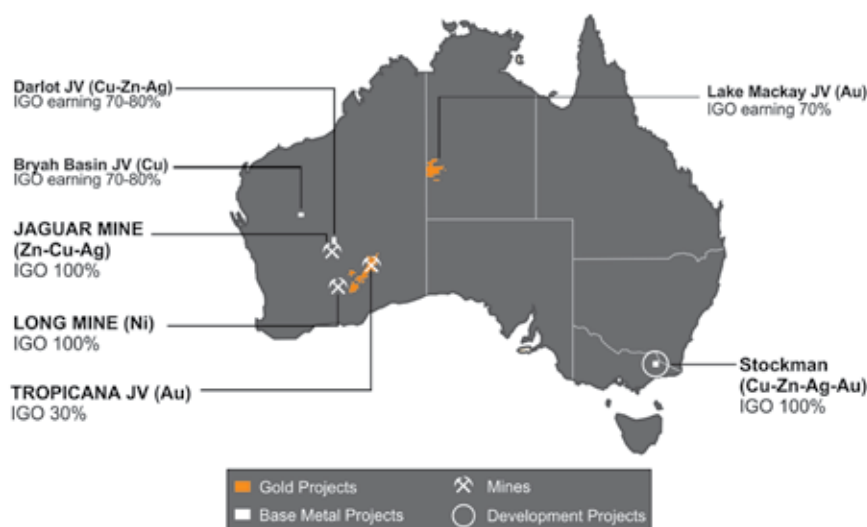 Darlot JV (Cu-Zn-Ag)
IGO earning 70-80%
Lake Mackay JV (Au)
IGO earning 70%
Bryah Basin JV (Cu)
IGO earning 70-80%
JAGUAR MINE
(Zn-Cu-Ag)
IGO 100%
LONG MINE (Ni)
IGO 100%
TROPICANA JV (Au)
IGO 30%
Stockman
(Cu-Zn-Ag-Au)
IGO 100%
Gold Projects
Mines
Base Metal Projects
Development Projects